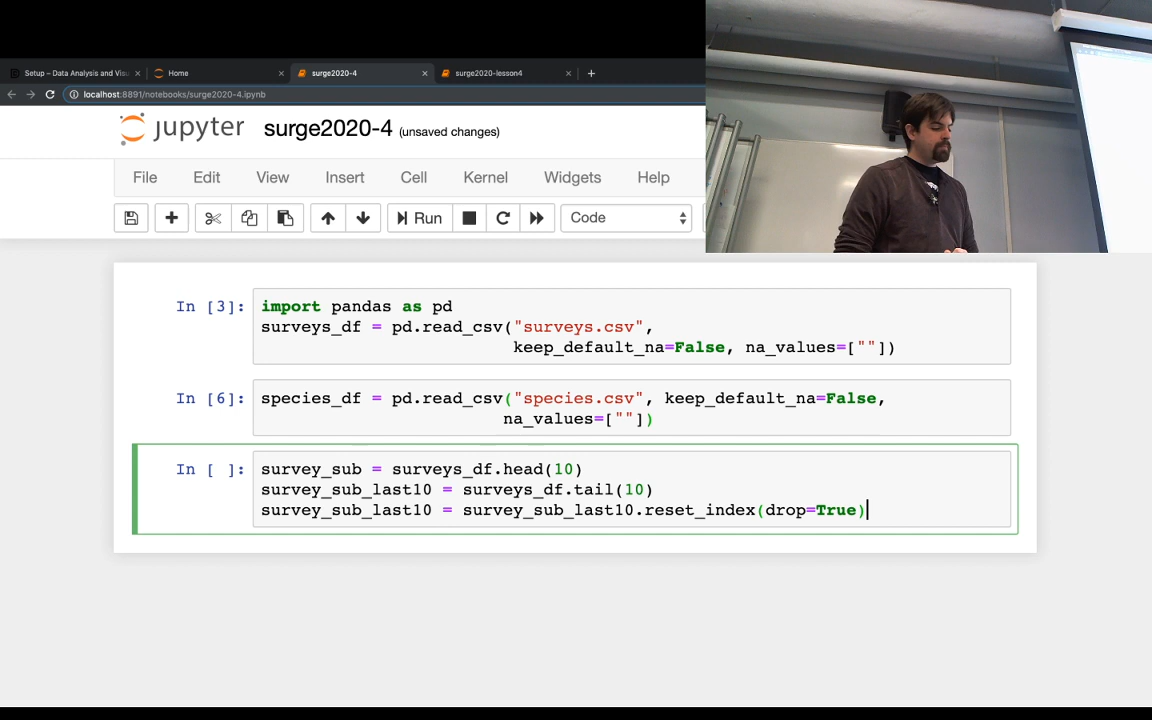 Setup – Data Analysis and Visu
Home
surge2020-4
surge2020-lesson4
localhost:8891/notebooks/surge2020-4.ipynb
jupyter surge2020-4 (unsaved changes)
File Edit View Insert Cell Kernel Widgets Help
Run Code
In [3]: import pandas as pd
surveys_df = pd.read_csv("surveys.csv",
keep_default_na=False, na_values=[""])
In [6]: species_df = pd.read_csv("species.csv", keep_default_na=False,
na_values=[""])
In [ ]: survey_sub = surveys_df.head(10)
survey_sub_last10 = surveys_df.tail(10)
survey_sub_last10 = survey_sub_last10.reset_index(drop=True)